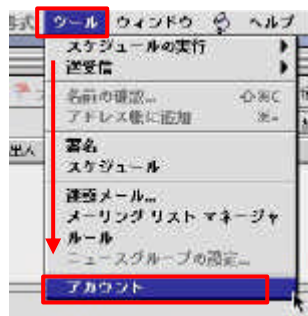 書式 ツール ウィンドウ ヘルプ
スケジュールの実行
送受信
名前の確認... ⇧⌘C
アドレス帳に追加 ⌘=
差出人
署名
スケジュール
迷惑メール...
メーリング リスト マネージャ
ルール
ニュースグループの設定...
アカウント